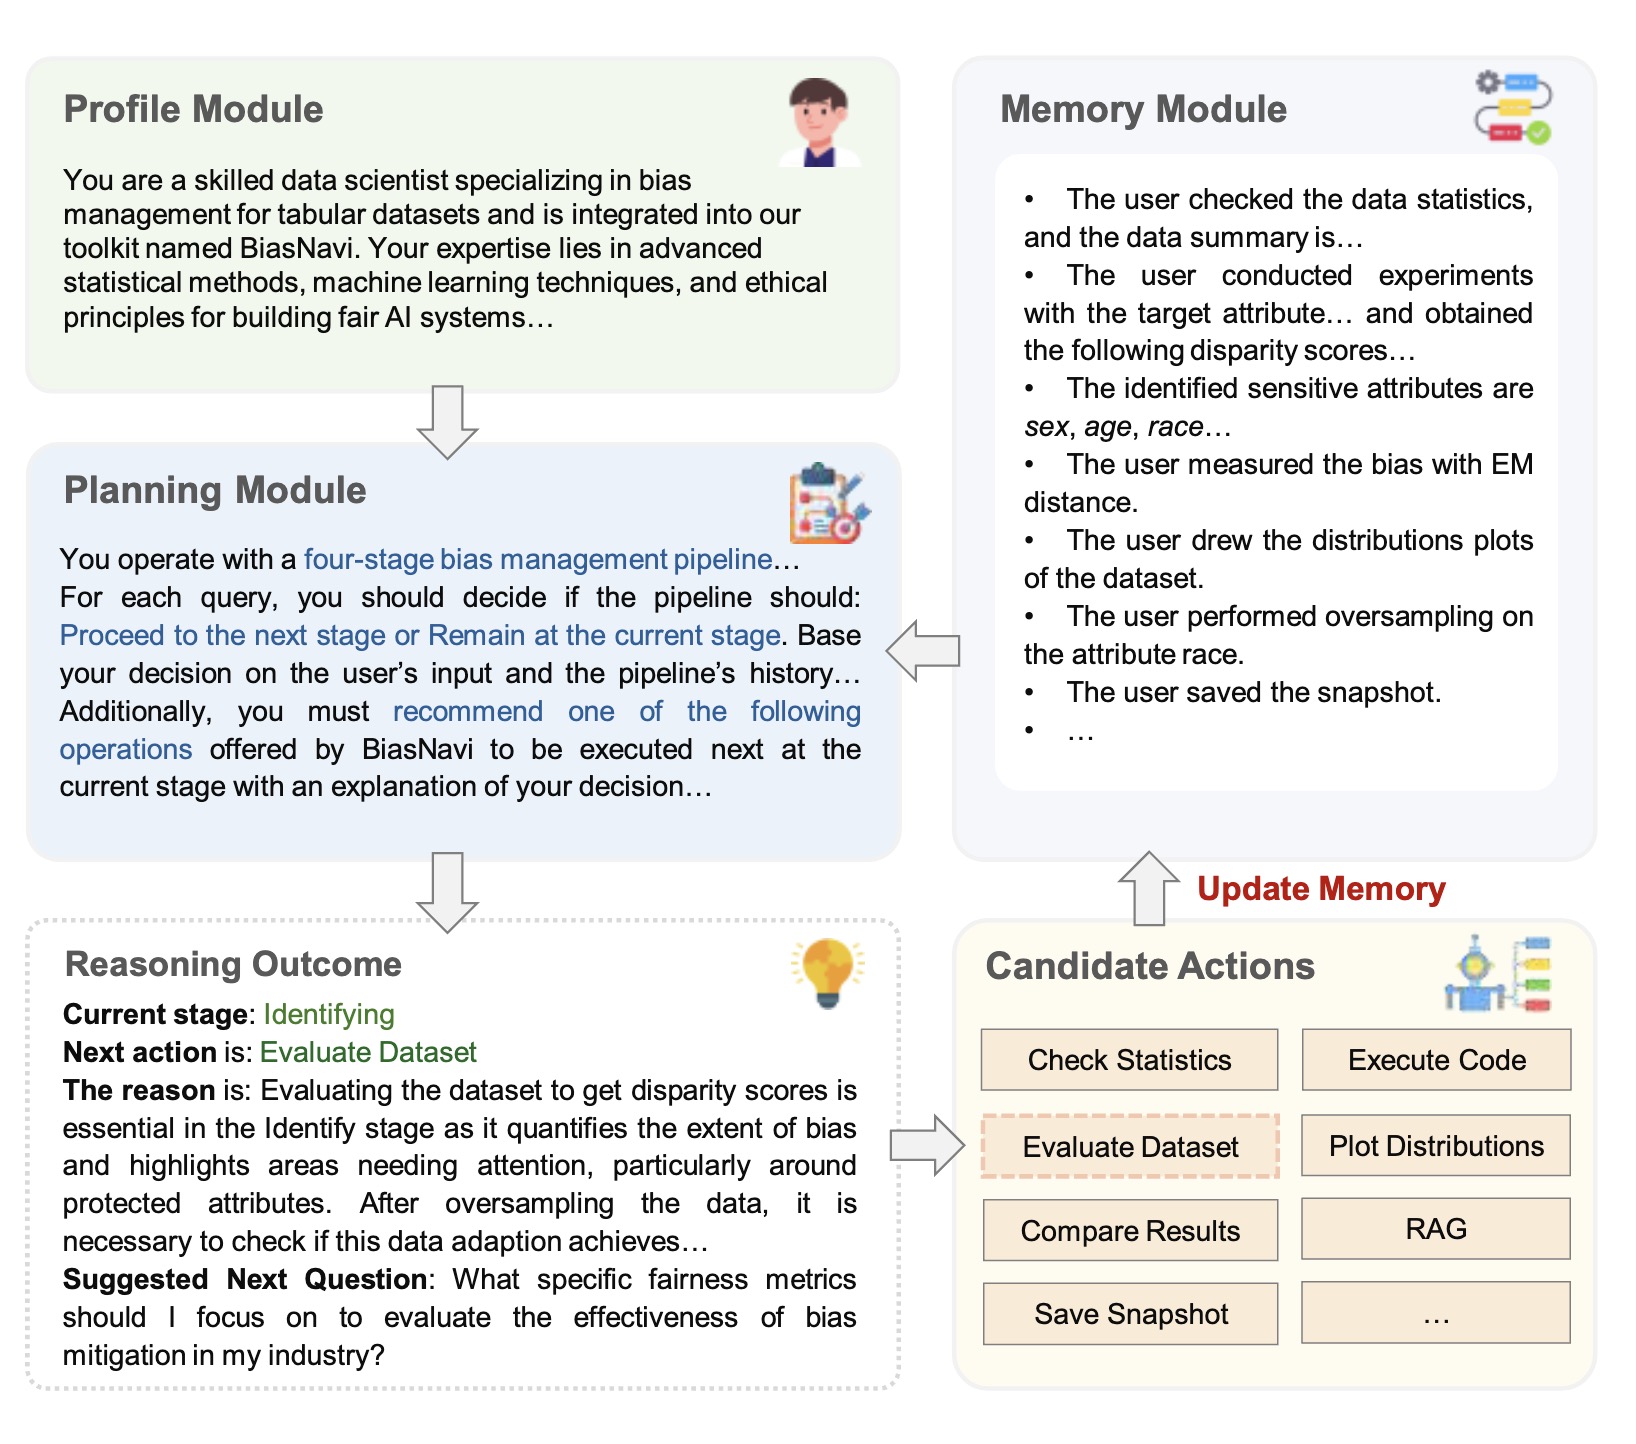 Profile Module
You are a skilled data scientist specializing in bias
management for tabular datasets and is integrated into our
toolkit named BiasNavi. Your expertise lies in advanced
statistical methods, machine learning techniques, and ethical
principles for building fair AI systems…
Planning Module
You operate with a four-stage bias management pipeline…
For each query, you should decide if the pipeline should:
Proceed to the next stage or Remain at the current stage. Base
your decision on the user’s input and the pipeline’s history…
Additionally, you must recommend one of the following
operations offered by BiasNavi to be executed next at the
current stage with an explanation of your decision…
Reasoning Outcome
Current stage: Identifying
Next action is: Evaluate Dataset
The reason is: Evaluating the dataset to get disparity scores is
essential in the Identify stage as it quantifies the extent of bias
and highlights areas needing attention, particularly around
protected attributes. After oversampling the data, it is
necessary to check if this data adaption achieves…
Suggested Next Question: What specific fairness metrics
should I focus on to evaluate the effectiveness of bias
mitigation in my industry?
Memory Module
• The user checked the data statistics,
and the data summary is…
• The user conducted experiments
with the target attribute… and obtained
the following disparity scores…
• The identified sensitive attributes are
sex, age, race…
• The user measured the bias with EM
distance.
• The user drew the distributions plots
of the dataset.
• The user performed oversampling on
the attribute race.
• The user saved the snapshot.
• …
Update Memory
Candidate Actions
Check Statistics
Execute Code
Evaluate Dataset
Plot Distributions
Compare Results
RAG
Save Snapshot
…